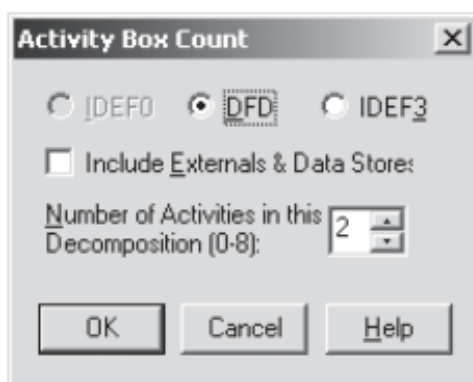 Activity Box Count
IDEF0 DFD IDEF3
Include Externals & Data Stores
Number of Activities in this
Decomposition (0-8): 2
OK Cancel Help